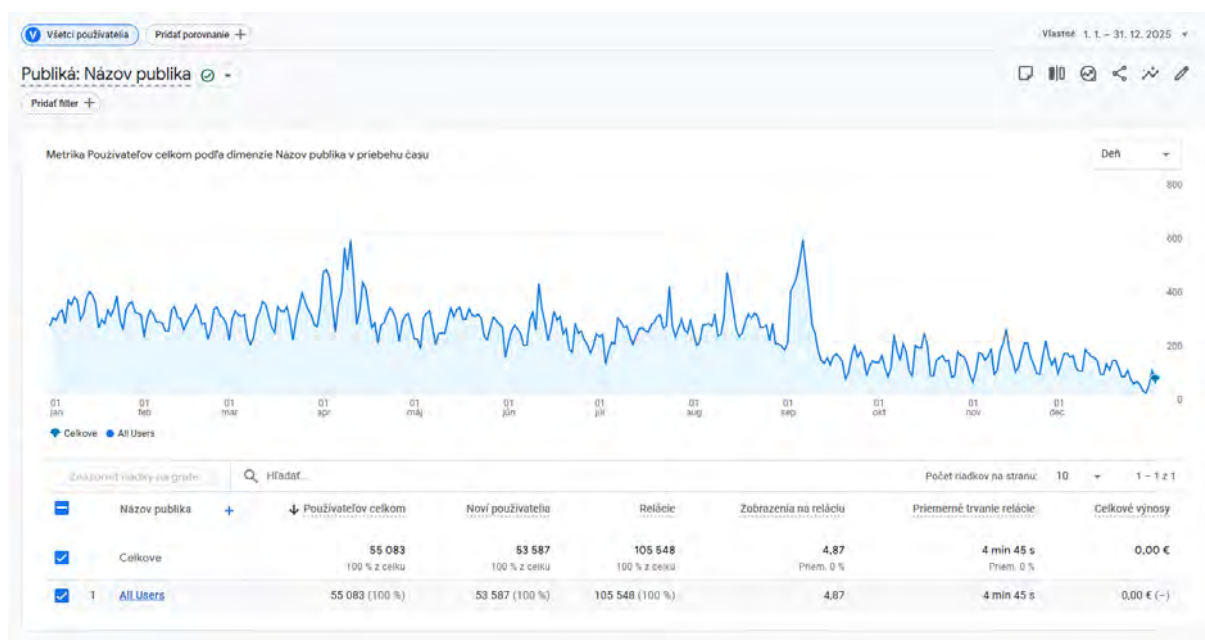 V Všetci používatelia Pridať porovnanie + Vlastné 1. 1. – 31. 12. 2025
Publiká: Názov publika
Pridať filter +
Metrika Používateľov celkom podľa dimenzie Názov publika v priebehu času Deň
800
600
400
200
0
01 01 01 01 01 01 01 01 01 01 01 01
jan feb mar apr máj jún júl aug sep okt nov dec
Celkove All Users
Znázorniť riadky na grafe Hľadať... Počet riadkov na stranu: 10 1 – 1 z 1
Názov publika + Používateľov celkom Noví používatelia Relácie Zobrazenia na reláciu Priemerné trvanie relácie Celkové výnosy
Celkove 55 083 53 587 105 548 4,87 4 min 45 s 0,00 €
100 % z celku 100 % z celku 100 % z celku Priem. 0 % Priem. 0 %
1 All Users 55 083 (100 %) 53 587 (100 %) 105 548 (100 %) 4,87 4 min 45 s 0,00 € (–)